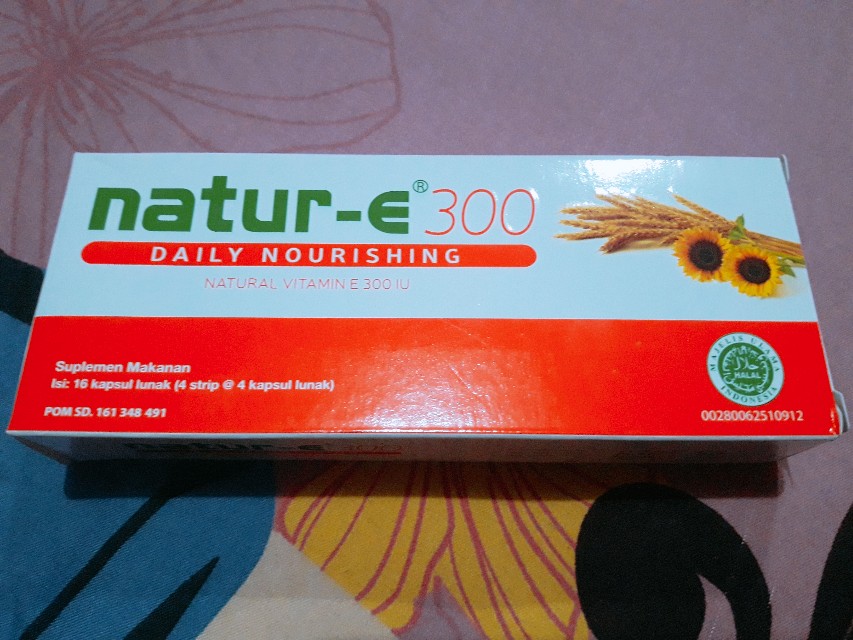 natur-e® 300
DAILY NOURISHING
NATURAL VITAMIN E 300 IU
Suplemen Makanan
Isi: 16 kapsul lunak (4 strip @ 4 kapsul lunak)
POM SD. 161 348 491
MAJELIS ULAMA
حلال
HALAL
INDONESIA
00280062510912